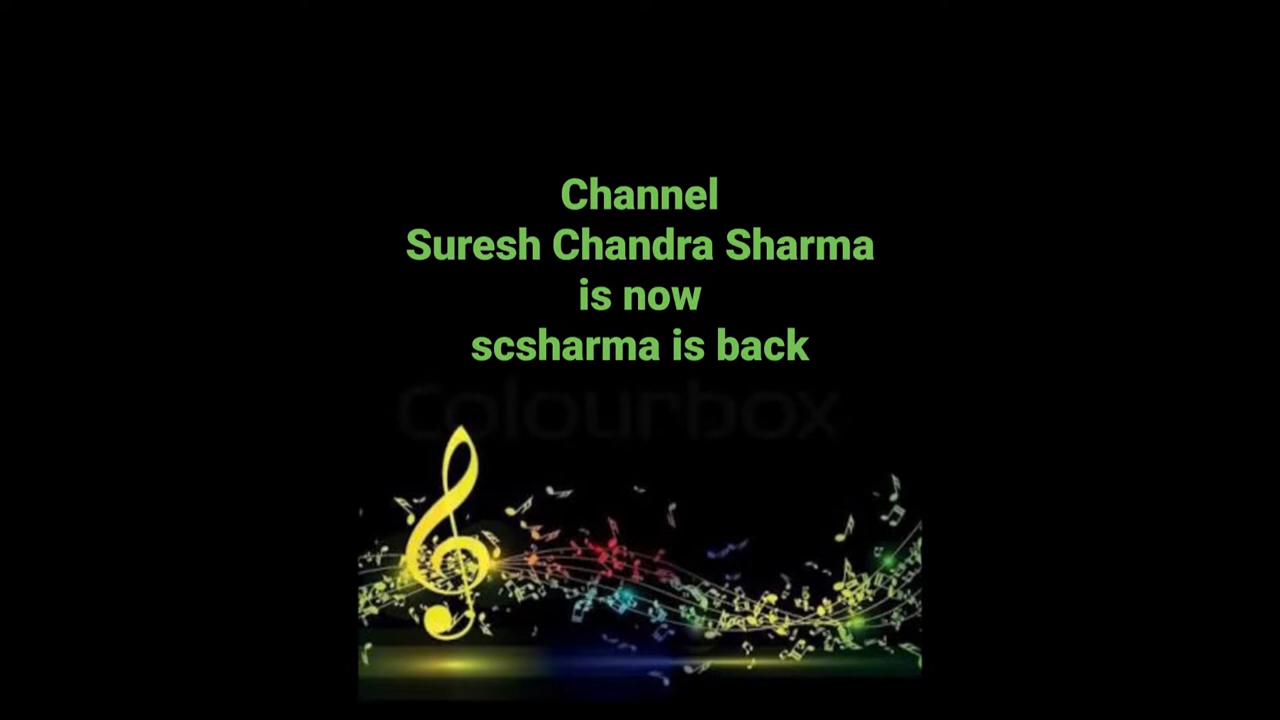 Channel
Suresh Chandra Sharma
is now
scsharma is back
Colourbox